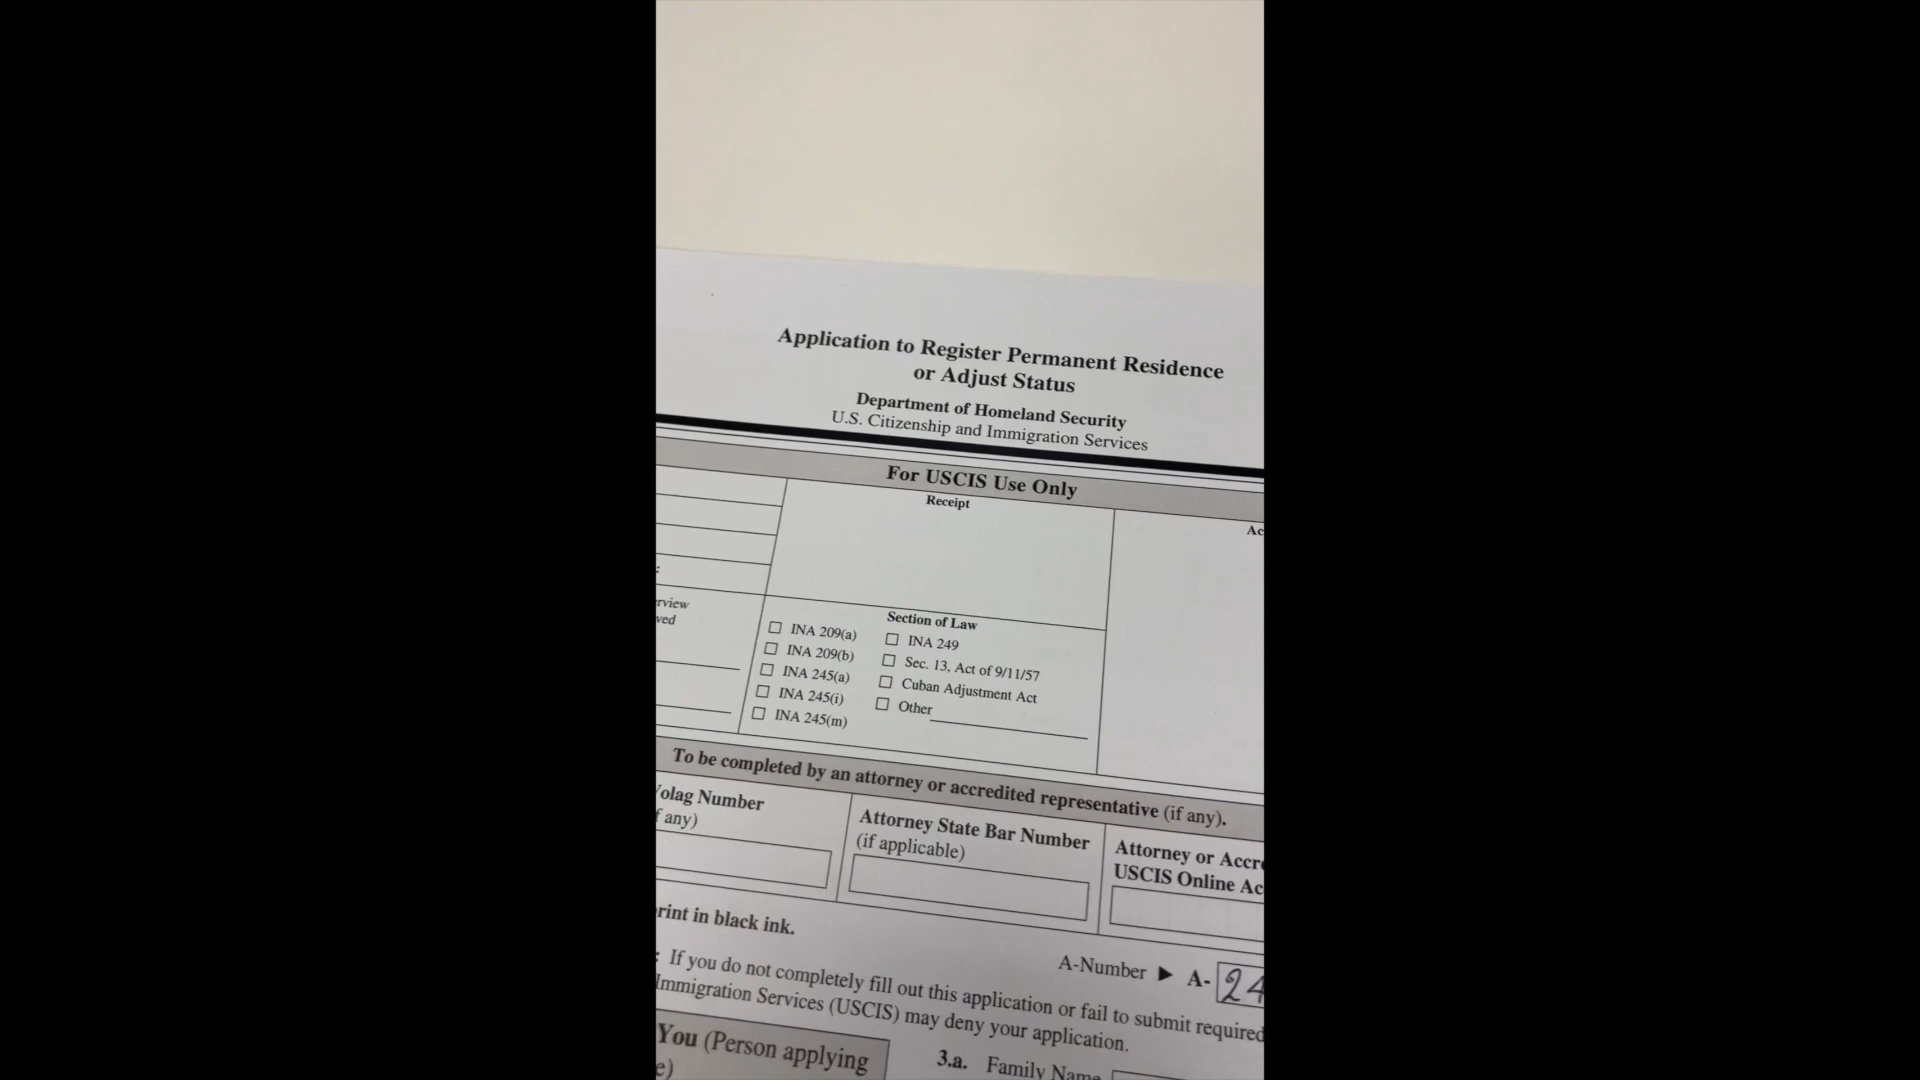 Application to Register Permanent Residence
or Adjust Status
Department of Homeland Security
U.S. Citizenship and Immigration Services
For USCIS Use Only
Receipt
Ac
:
rview
ved
Section of Law
INA 209(a)
INA 209(b)
INA 245(a)
INA 245(i)
INA 245(m)
INA 249
Sec. 13, Act of 9/11/57
Cuban Adjustment Act
Other
To be completed by an attorney or accredited representative (if any).
Volag Number
f any)
Attorney State Bar Number
(if applicable)
Attorney or Accre
USCIS Online Ac
rint in black ink.
A-Number ► A- 24
: If you do not completely fill out this application or fail to submit required
Immigration Services (USCIS) may deny your application.
You (Person applying
e)
3.a. Family Name